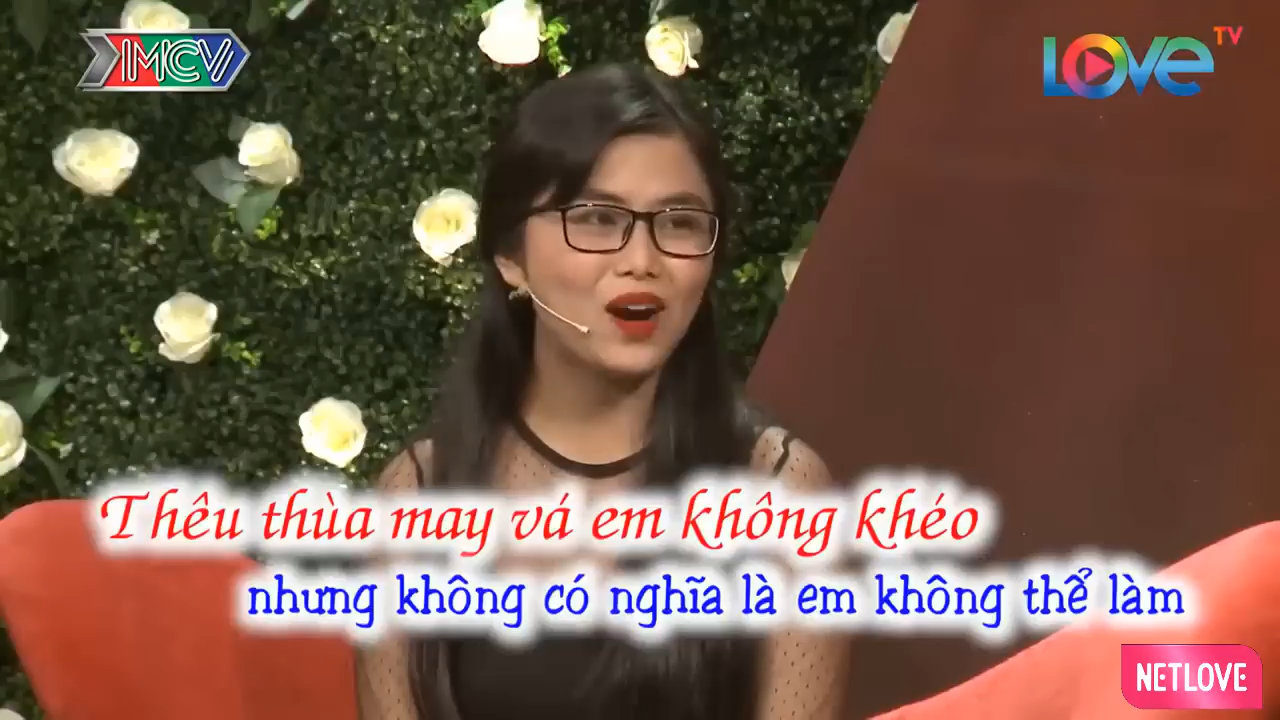 MCV
LOVE TV
Thêu thùa may vá em không khéo
nhưng không có nghĩa là em không thể làm
NETLOVE